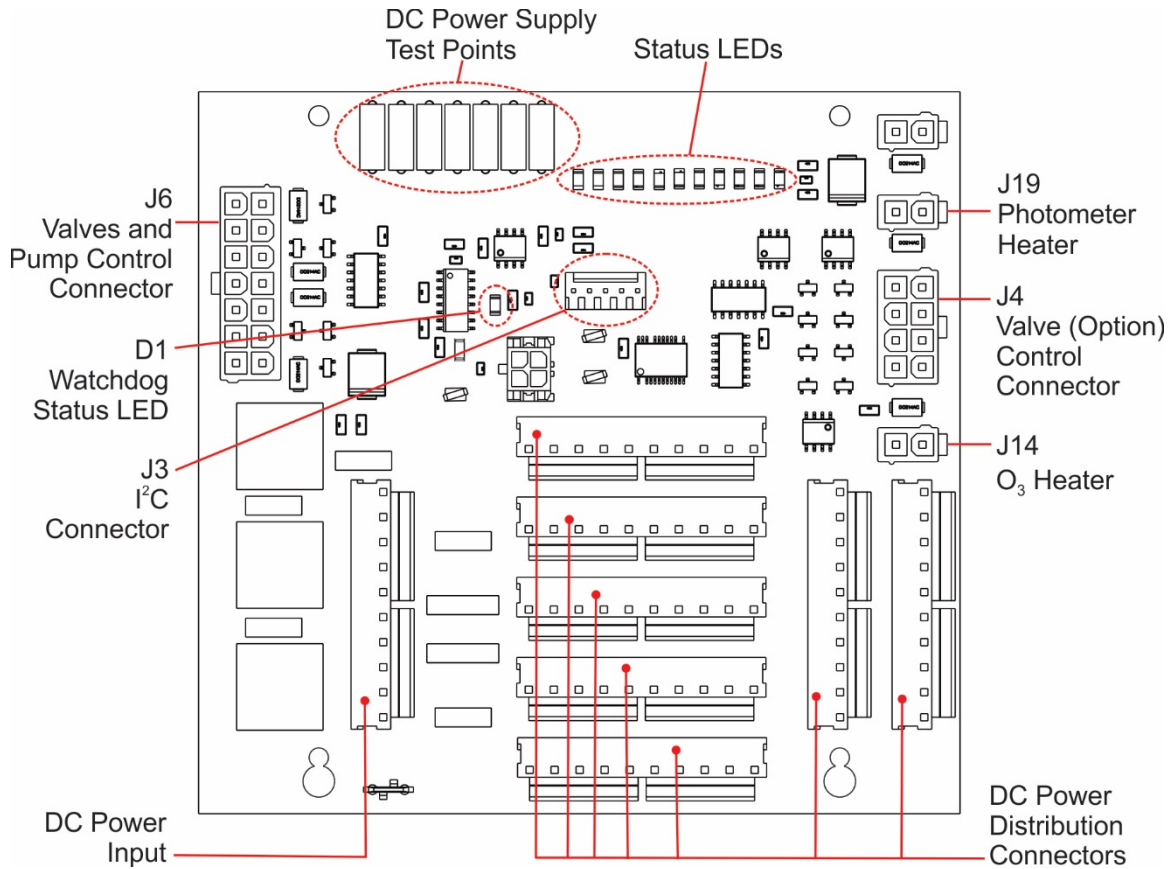 DC Power Supply
Test Points
Status LEDs
J6
Valves and
Pump Control
Connector
D1
Watchdog
Status LED
J3
I²C
Connector
DC Power
Input
J19
Photometer
Heater
J4
Valve (Option)
Control
Connector
J14
O₃ Heater
DC Power
Distribution
Connectors